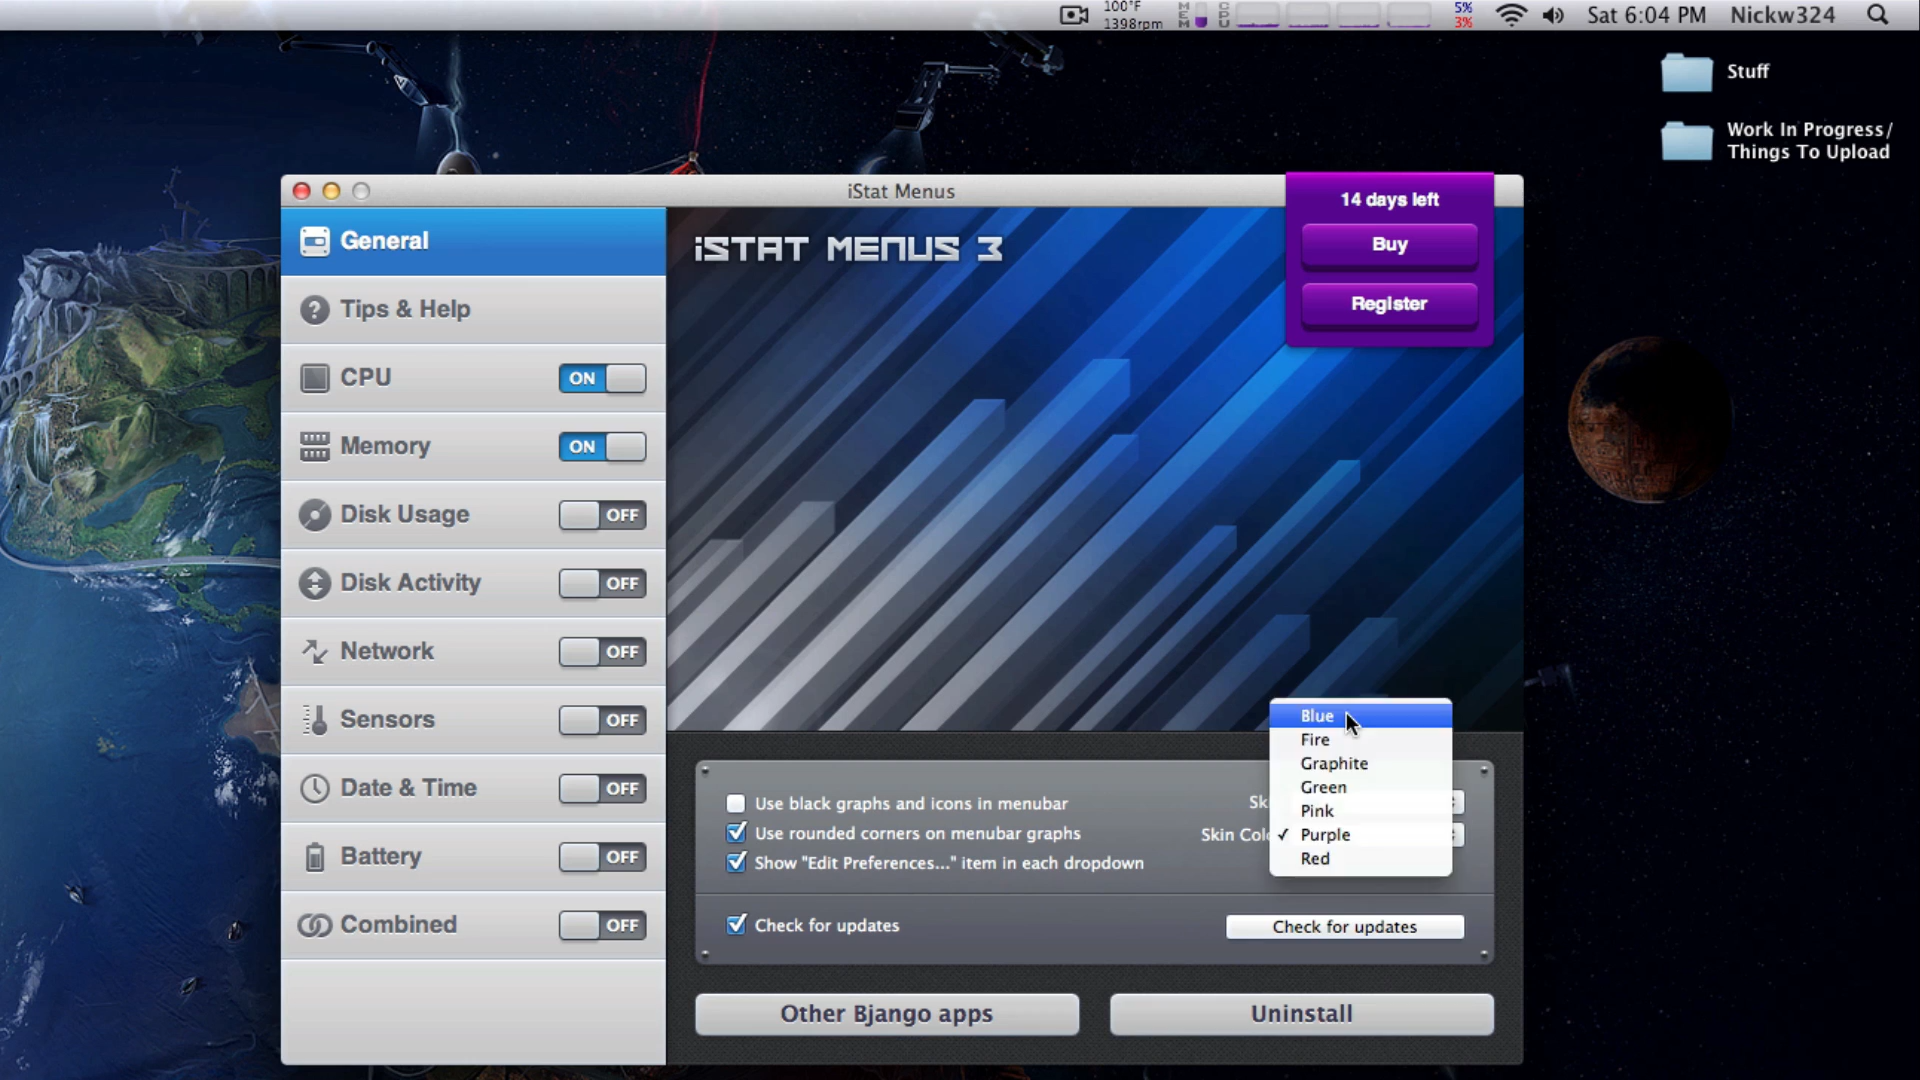 100°F
1398rpm
MEM
CPU
5%
3%
Sat 6:04 PM
Nickw324
Stuff
Work In Progress/
Things To Upload
iStat Menus
14 days left
Buy
Register
iSTAT MENUS 3
General
Tips & Help
CPU
ON
Memory
ON
Disk Usage
OFF
Disk Activity
OFF
Network
OFF
Sensors
OFF
Date & Time
OFF
Battery
OFF
Combined
OFF
Use black graphs and icons in menubar
Use rounded corners on menubar graphs
Show "Edit Preferences..." item in each dropdown
Sk
Skin Colo
Blue
Fire
Graphite
Green
Pink
✓ Purple
Red
Check for updates
Check for updates
Other Bjango apps
Uninstall